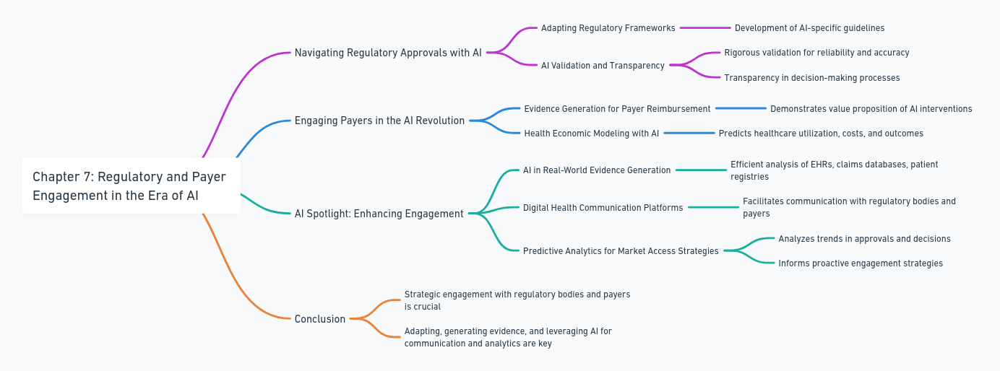 Chapter 7: Regulatory and Payer
Engagement in the Era of AI
Navigating Regulatory Approvals with AI
Adapting Regulatory Frameworks
Development of AI-specific guidelines
AI Validation and Transparency
Rigorous validation for reliability and accuracy
Transparency in decision-making processes
Engaging Payers in the AI Revolution
Evidence Generation for Payer Reimbursement
Demonstrates value proposition of AI interventions
Health Economic Modeling with AI
Predicts healthcare utilization, costs, and outcomes
AI Spotlight: Enhancing Engagement
AI in Real-World Evidence Generation
Efficient analysis of EHRs, claims databases, patient
registries
Digital Health Communication Platforms
Facilitates communication with regulatory bodies and
payers
Predictive Analytics for Market Access Strategies
Analyzes trends in approvals and decisions
Informs proactive engagement strategies
Conclusion
Strategic engagement with regulatory bodies and payers
is crucial
Adapting, generating evidence, and leveraging AI for
communication and analytics are key